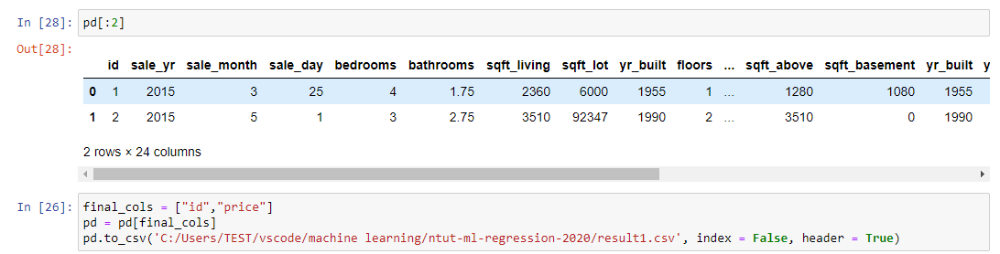 In [28]: pd[:2]
Out[28]:
id sale_yr sale_month sale_day bedrooms bathrooms sqft_living sqft_lot yr_built floors ... sqft_above sqft_basement yr_built y
0 1 2015 3 25 4 1.75 2360 6000 1955 1 ... 1280 1080 1955
1 2 2015 5 1 3 2.75 3510 92347 1990 2 ... 3510 0 1990
2 rows × 24 columns
In [26]: final_cols = ["id","price"]
pd = pd[final_cols]
pd.to_csv('C:/Users/TEST/vscode/machine learning/ntut-ml-regression-2020/result1.csv', index = False, header = True)